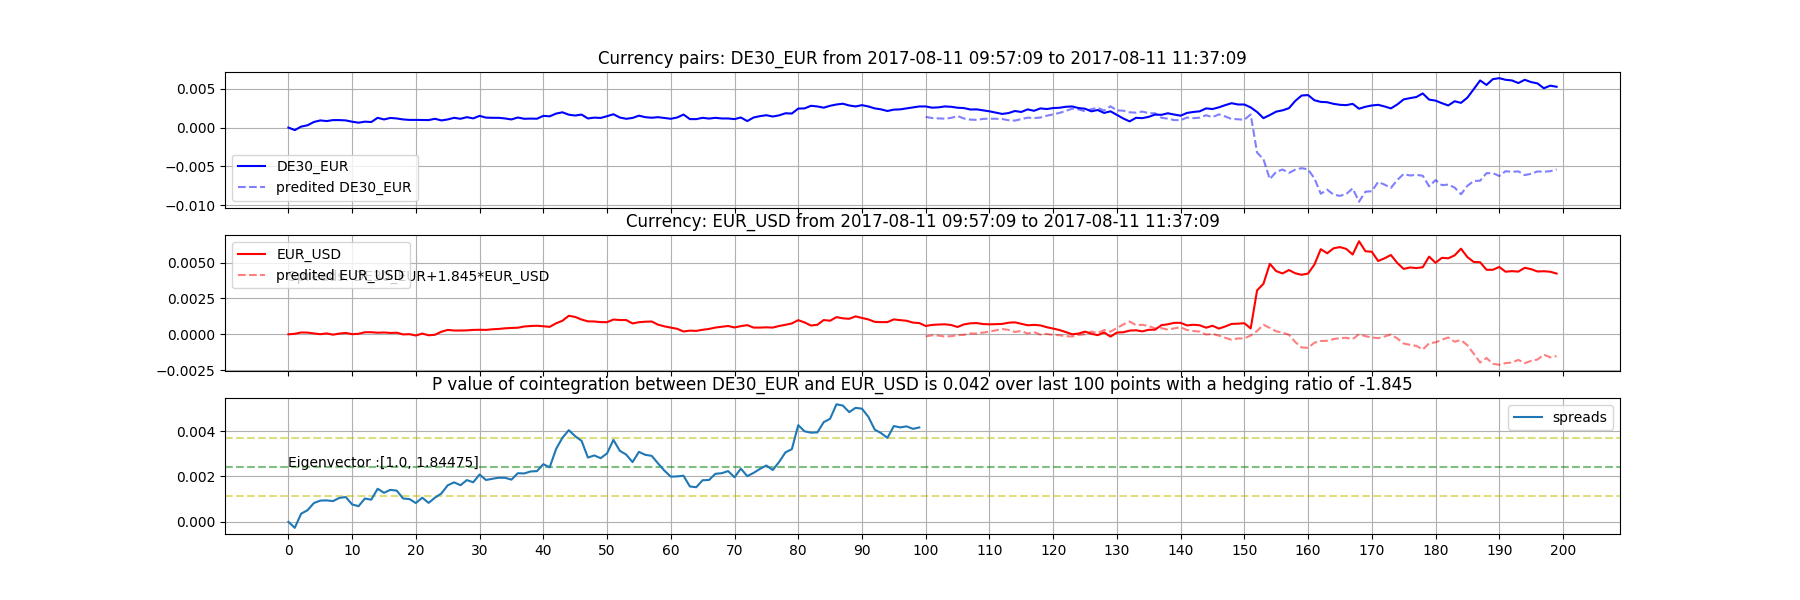 Currency pairs: DE30_EUR from 2017-08-11 09:57:09 to 2017-08-11 11:37:09
0.005
0.000
−0.005
−0.010
DE30_EUR
predited DE30_EUR
Currency: EUR_USD from 2017-08-11 09:57:09 to 2017-08-11 11:37:09
0.0050
0.0025
0.0000
−0.0025
EUR_USD
predited EUR_USD
EUR+1.845*EUR_USD
P value of cointegration between DE30_EUR and EUR_USD is 0.042 over last 100 points with a hedging ratio of -1.845
0.004
0.002
0.000
spreads
Eigenvector :[1.0, 1.84475]
0 10 20 30 40 50 60 70 80 90 100 110 120 130 140 150 160 170 180 190 200